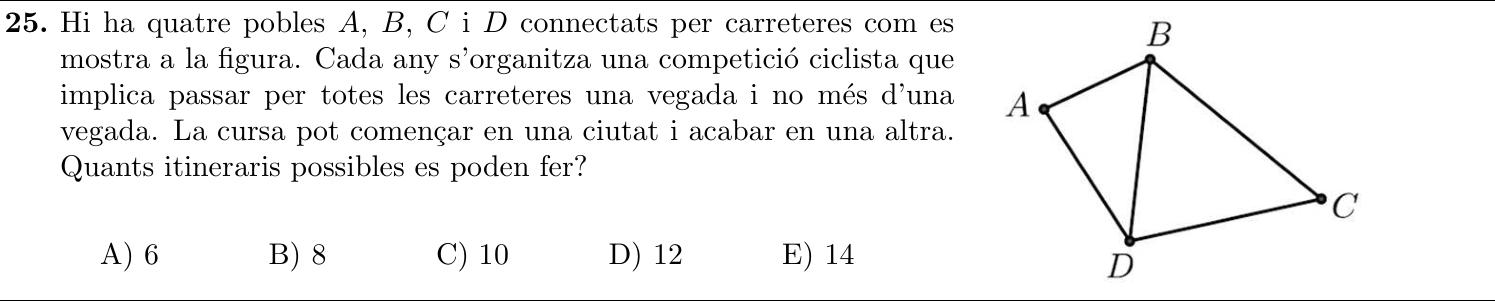 25. Hi ha quatre pobles A, B, C i D connectats per carreteres com es
mostra a la figura. Cada any s'organitza una competició ciclista que
implica passar per totes les carreteres una vegada i no més d'una
vegada. La cursa pot començar en una ciutat i acabar en una altra.
Quants itineraris possibles es poden fer?
A) 6 B) 8 C) 10 D) 12 E) 14
B
A
C
D